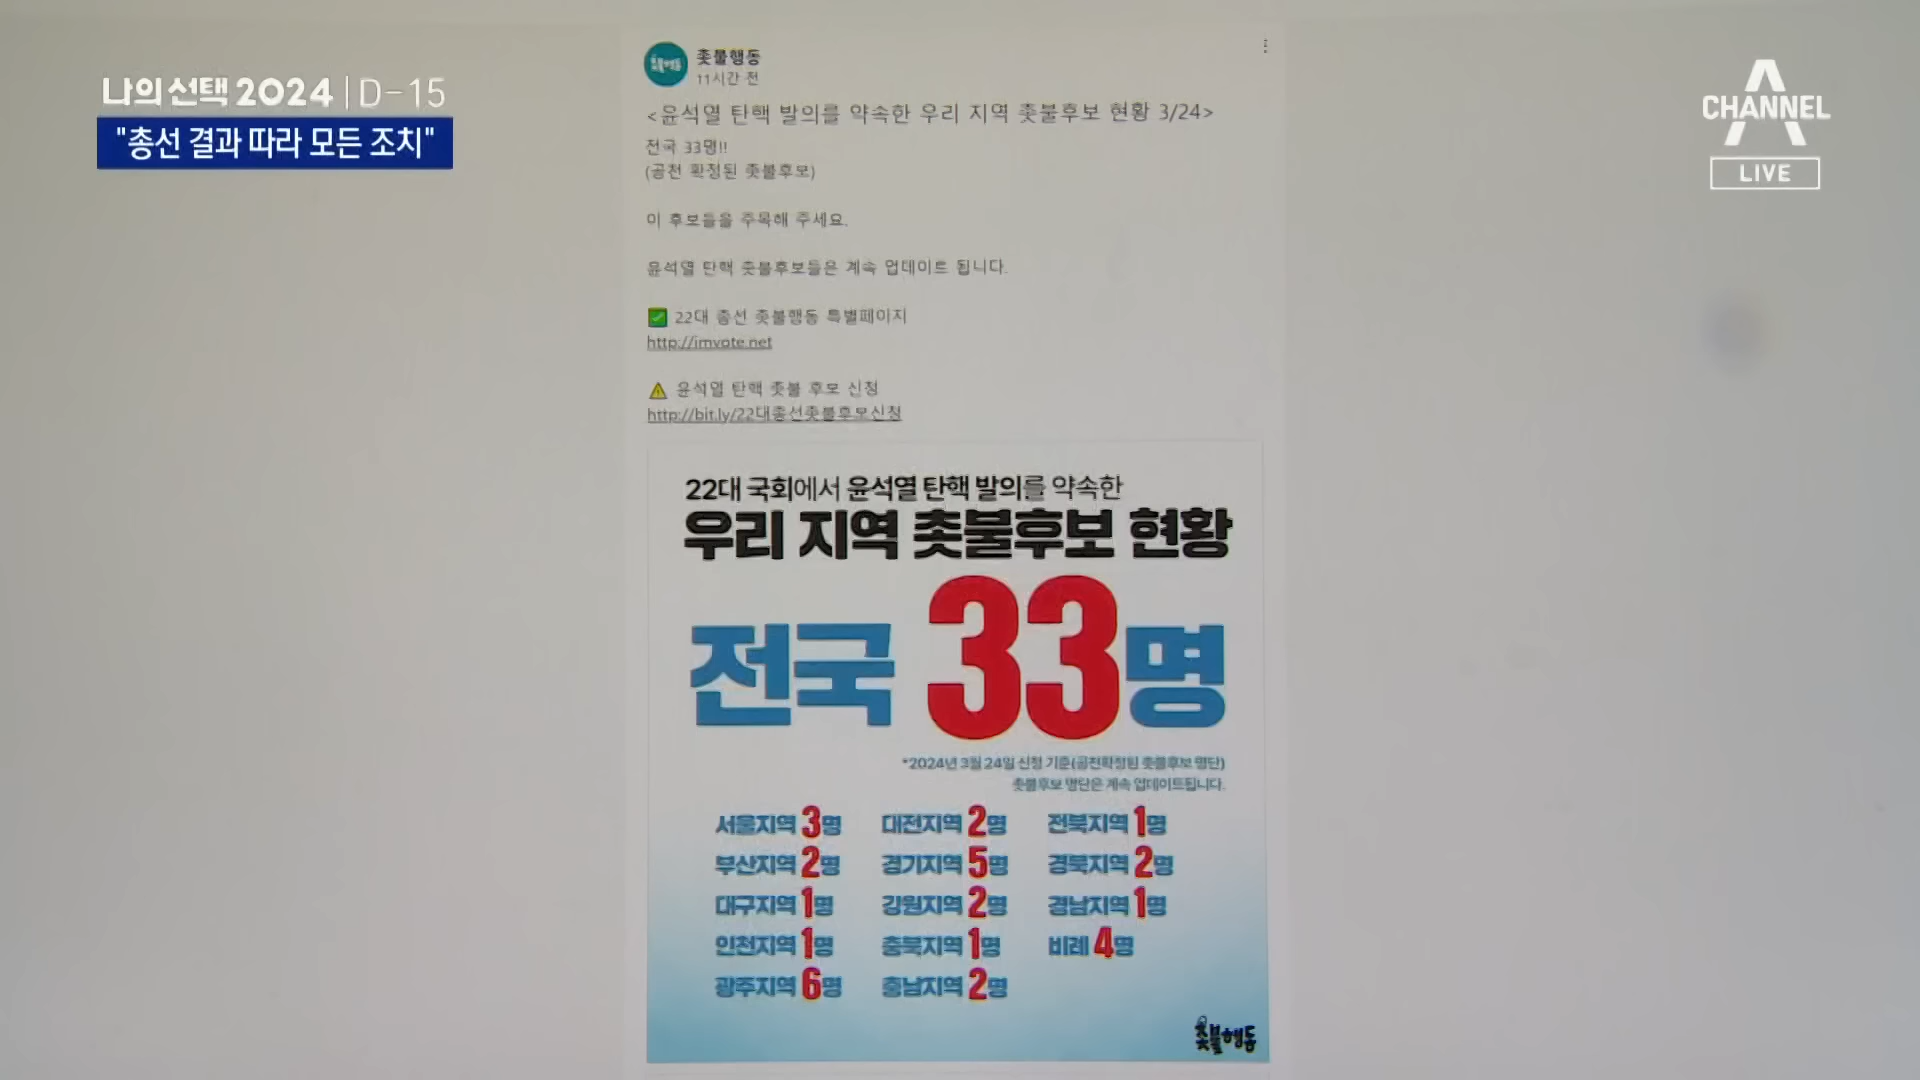 나의 선택 2024 | D-15
"총선 결과 따라 모든 조치"
CHANNEL A
LIVE
촛불행동
촛불행동
11시간 전
<윤석열 탄핵 발의를 약속한 우리 지역 촛불후보 현황 3/24>
전국 33명!!
(공천 확정된 촛불후보)
이 후보들을 주목해 주세요.
윤석열 탄핵 촛불후보들은 계속 업데이트 됩니다.
22대 총선 촛불행동 특별페이지
http://imvote.net
윤석열 탄핵 촛불 후보 신청
http://bit.ly/22대총선촛불후보신청
22대 국회에서 윤석열 탄핵 발의를 약속한
우리 지역 촛불후보 현황
전국 33명
*2024년 3월 24일 신청 기준(공천확정된 촛불후보 명단)
촛불후보 명단은 계속 업데이트됩니다.
서울지역 3명 대전지역 2명 전북지역 1명
부산지역 2명 경기지역 5명 경북지역 2명
대구지역 1명 강원지역 2명 경남지역 1명
인천지역 1명 충북지역 1명 비례 4명
광주지역 6명 충남지역 2명
촛불행동